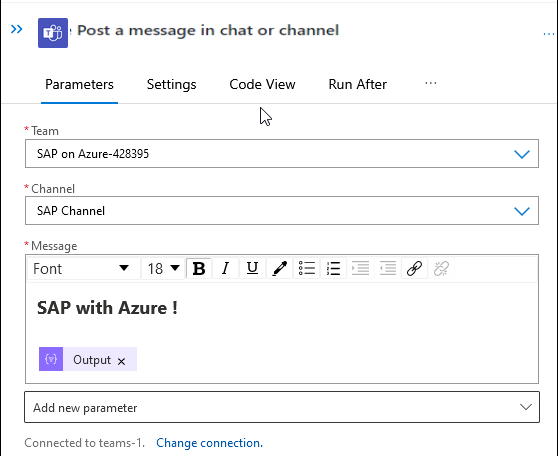 Post a message in chat or channel
Parameters Settings Code View Run After ...
* Team
SAP on Azure-428395
* Channel
SAP Channel
* Message
Font 18 B I U
SAP with Azure !
{v} Output ×
Add new parameter
Connected to teams-1. Change connection.